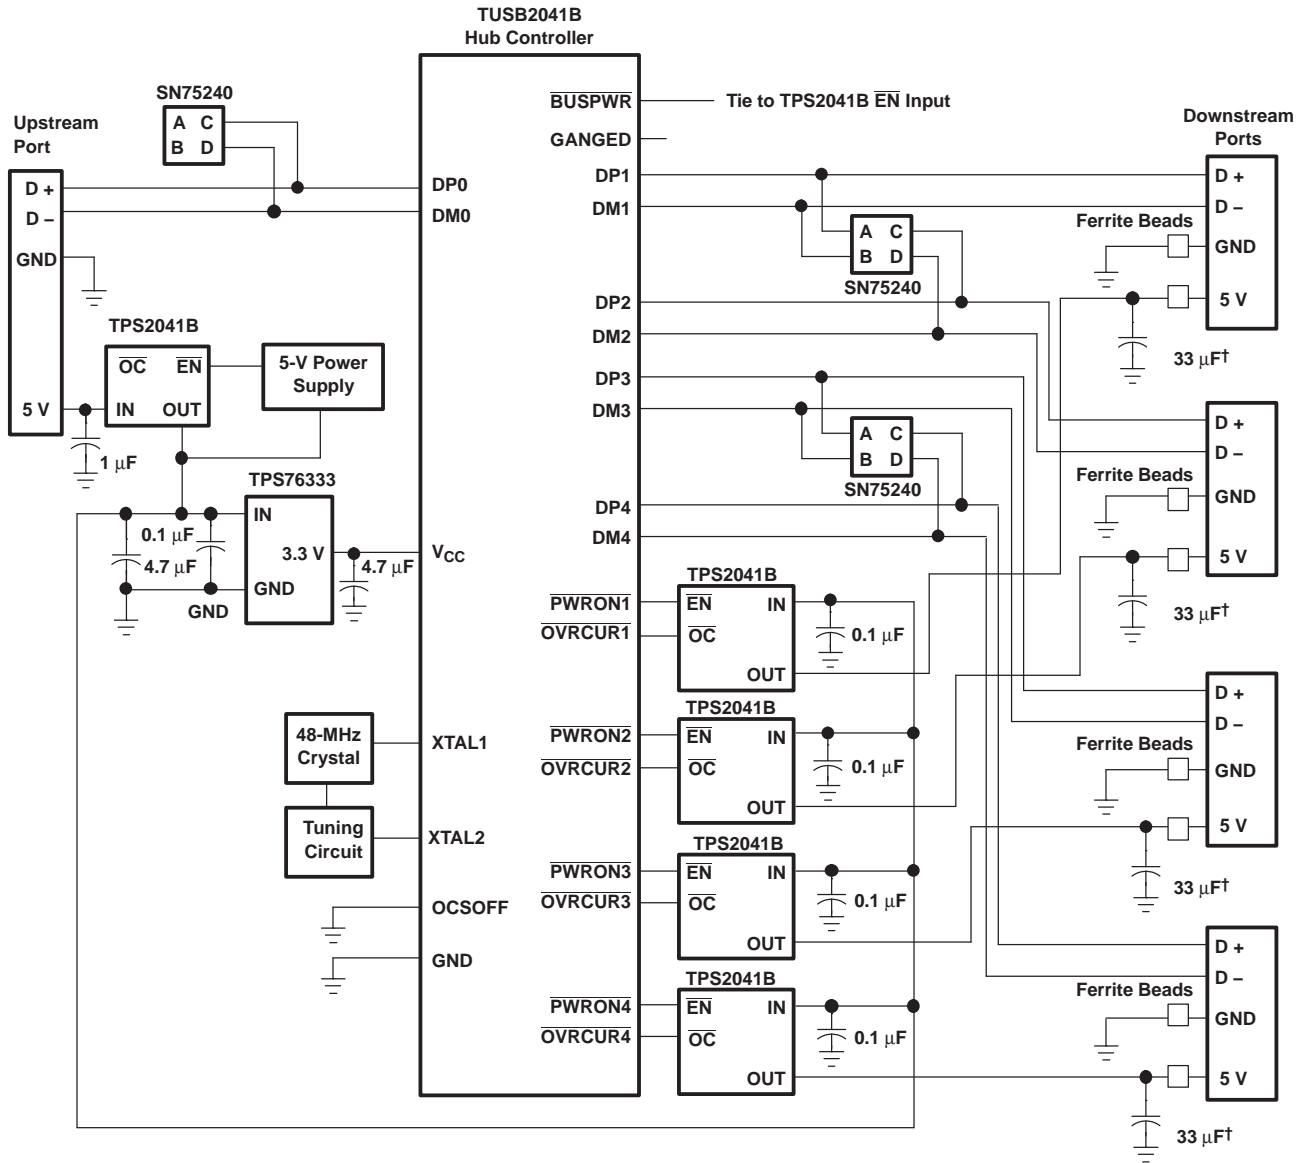 TUSB2041B
Hub Controller
SN75240
A C
B D
Upstream
Port
D +
D –
GND
5 V
DP0
DM0
TPS2041B
OC EN
IN OUT
5-V Power
Supply
1 μF
TPS76333
IN
3.3 V
GND
0.1 μF
4.7 μF
GND
4.7 μF
VCC
48-MHz
Crystal
XTAL1
Tuning
Circuit
XTAL2
OCSOFF
GND
BUSPWR
Tie to TPS2041B EN Input
GANGED
DP1
DM1
A C
B D
SN75240
DP2
DM2
DP3
DM3
A C
B D
SN75240
DP4
DM4
TPS2041B
PWRON1
EN IN
OVRCUR1
OC
0.1 μF
OUT
TPS2041B
PWRON2
EN IN
OVRCUR2
OC
0.1 μF
OUT
TPS2041B
PWRON3
EN IN
OVRCUR3
OC
0.1 μF
OUT
TPS2041B
PWRON4
EN IN
OVRCUR4
OC
0.1 μF
OUT
Downstream
Ports
D +
D –
Ferrite Beads
GND
5 V
33 μF†
D +
D –
Ferrite Beads
GND
5 V
33 μF†
D +
D –
Ferrite Beads
GND
5 V
33 μF†
D +
D –
Ferrite Beads
GND
5 V
33 μF†